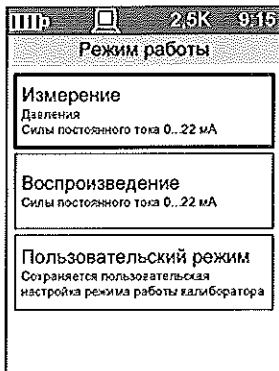 2,5К 9:15
Режим работы
Измерение
Давления
Силы постоянного тока 0...22 мА
Воспроизведение
Силы постоянного тока 0...22 мА
Пользовательский режим
Сохраняется пользовательская
настройка режима работы калибратора